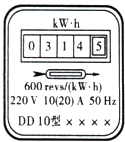 kW·h
0 3 1 4 5
600 revs/(kW·h)
220 V 10(20) A 50 Hz
DD 10型 × × × ×